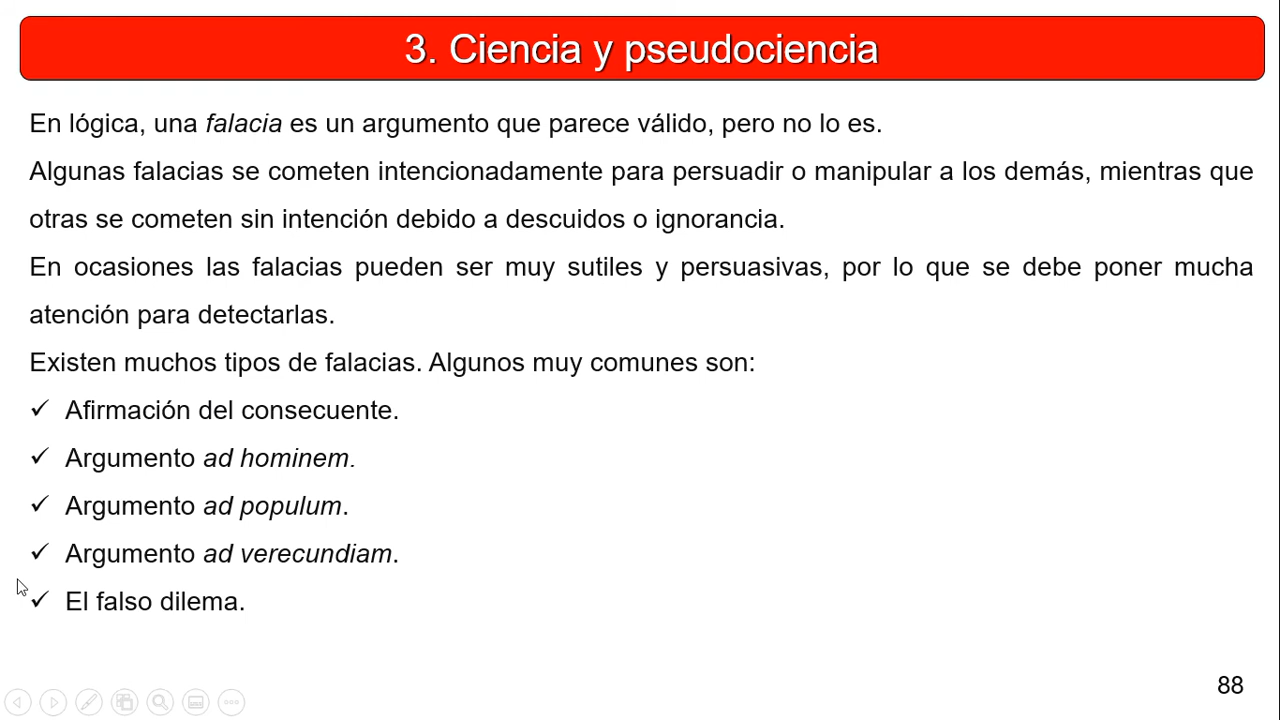 3. Ciencia y pseudociencia
En lógica, una falacia es un argumento que parece válido, pero no lo es.
Algunas falacias se cometen intencionadamente para persuadir o manipular a los demás, mientras que
otras se cometen sin intención debido a descuidos o ignorancia.
En ocasiones las falacias pueden ser muy sutiles y persuasivas, por lo que se debe poner mucha
atención para detectarlas.
Existen muchos tipos de falacias. Algunos muy comunes son:
✓ Afirmación del consecuente.
✓ Argumento ad hominem.
✓ Argumento ad populum.
✓ Argumento ad verecundiam.
✓ El falso dilema.
88